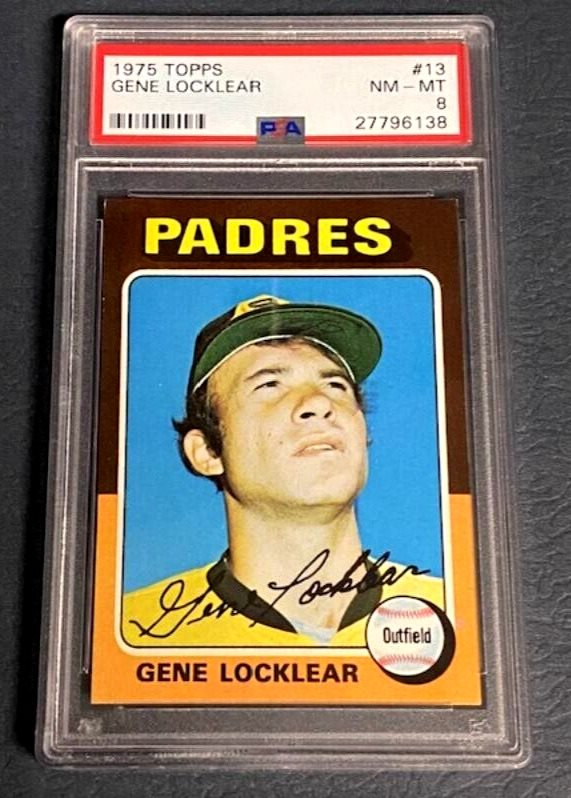 1975 TOPPS #13
GENE LOCKLEAR NM – MT
8
PSA 27796138
PADRES
Gene Locklear
Outfield
GENE LOCKLEAR